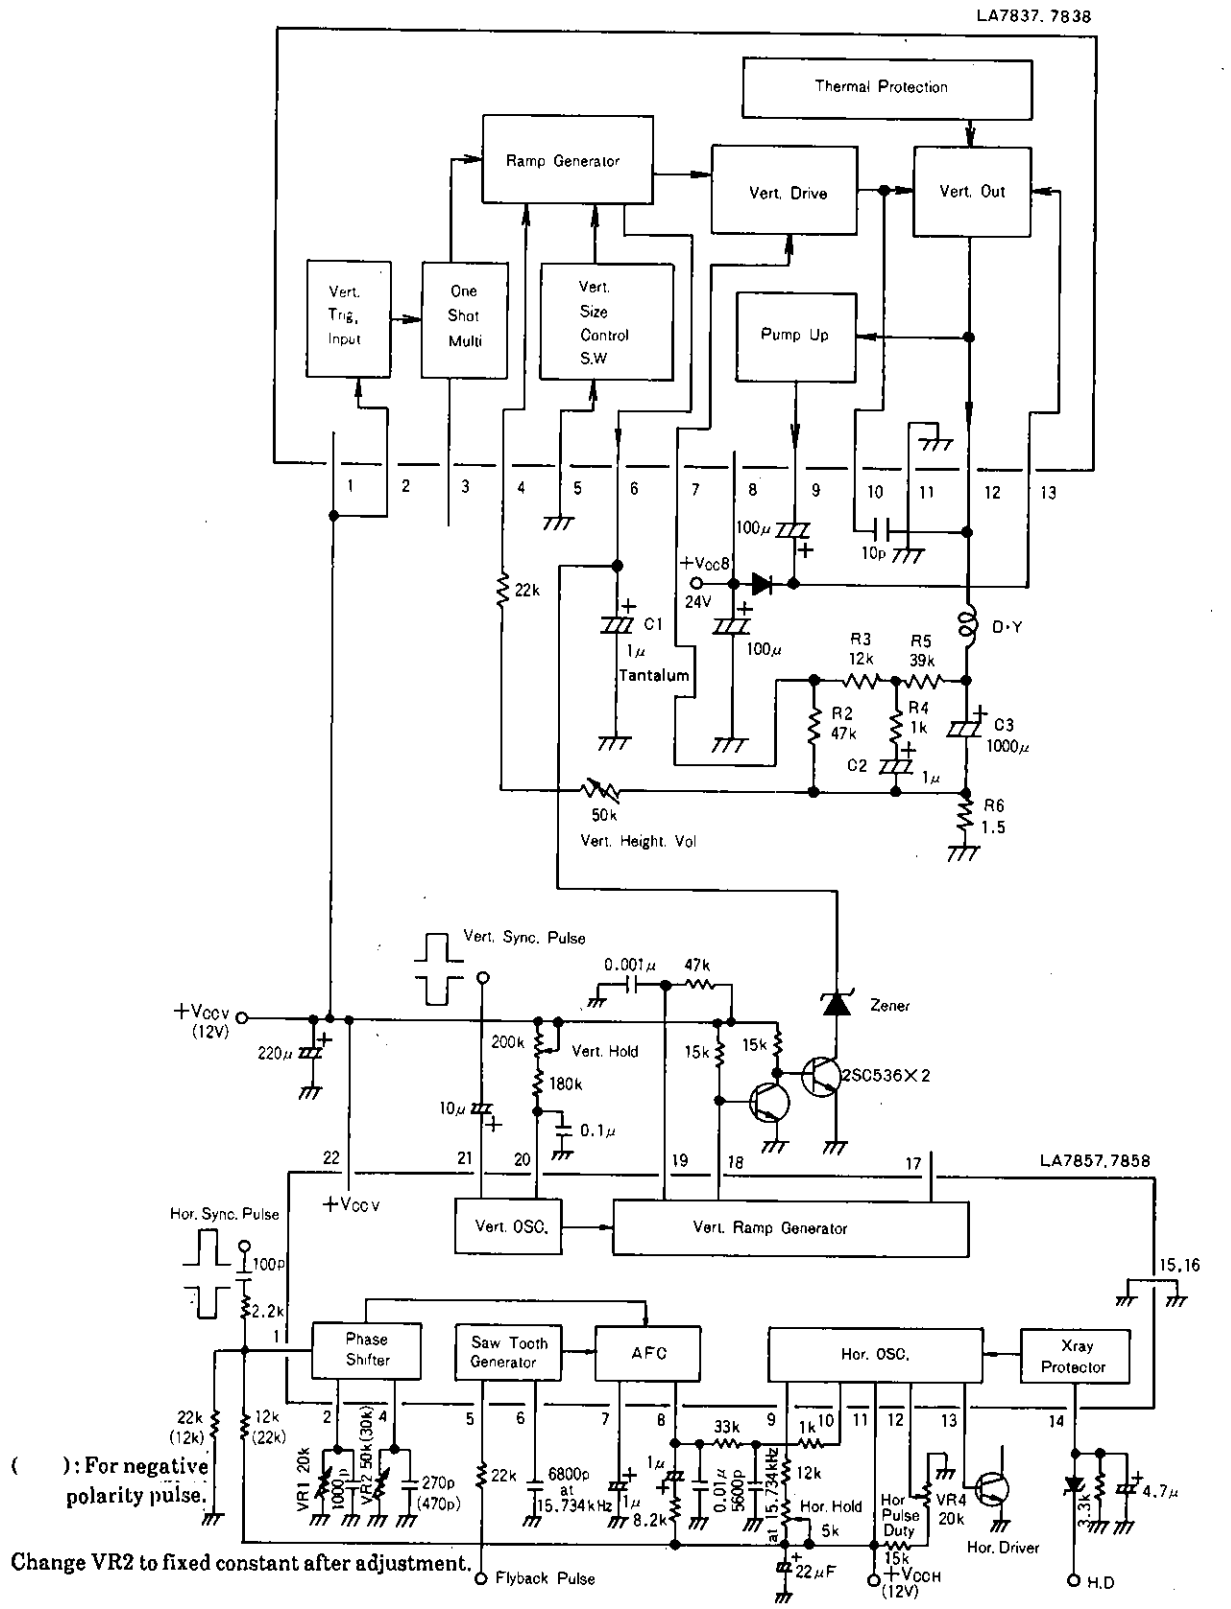 LA7837. 7838
Thermal Protection
Ramp Generator
Vert. Drive
Vert. Out
Vert.
Trig.
Input
One
Shot
Multi
Vert.
Size
Control
S.W
Pump Up
1 2 3 4 5 6 7 8 9 10 11 12 13
100μ
10p
+Vcc8
24V
22k
C1
1μ
Tantalum
100μ
D·Y
R3
12k
R5
39k
R2
47k
R4
1k
C3
1000μ
C2
1μ
R6
1.5
50k
Vert. Height. Vol
Vert. Sync. Pulse
0.001μ
47k
Zener
+VccV
(12V)
220μ
200k
Vert. Hold
15k
15k
2SC536×2
180k
10μ
0.1μ
22 21 20 19 18 17
LA7857,7858
+VccV
Vert. OSC.
Vert. Ramp Generator
Hor. Sync. Pulse
100p
2.2k
15,16
1
Phase
Shifter
Saw Tooth
Generator
AFC
Hor. OSC.
Xray
Protector
2 4 5 6 7 8 9 10 11 12 13 14
22k
(12k)
12k
(22k)
VR1 20k
1000p
VR2 50k(30k)
270p
(470p)
22k
6800p
at
15.734kHz
1μ
1μ
8.2k
33k
0.01μ
5600p
at 15.734kHz
1k
12k
Hor. Hold
5k
22μF
Hor
Pulse
Duty
15k
VR4
20k
Hor. Driver
3.3k
4.7μ
( ): For negative
polarity pulse.
Change VR2 to fixed constant after adjustment.
Flyback Pulse
+VCCH
(12V)
H.D